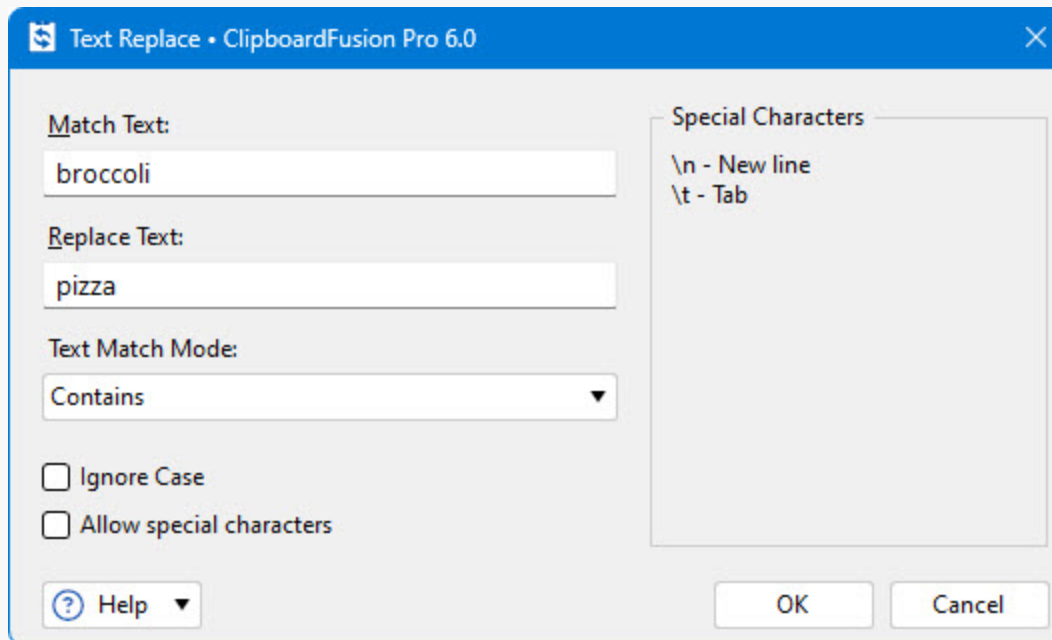 Text Replace • ClipboardFusion Pro 6.0
Match Text:
broccoli
Replace Text:
pizza
Text Match Mode:
Contains
Ignore Case
Allow special characters
Special Characters
\n - New line
\t - Tab
Help
OK
Cancel